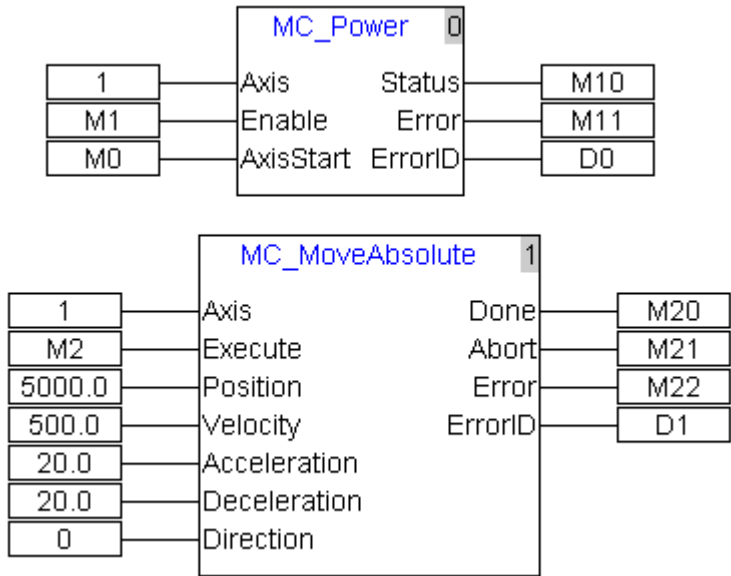 MC_Power 0
1 Axis Status M10
M1 Enable Error M11
M0 AxisStart ErrorID D0
MC_MoveAbsolute 1
1 Axis Done M20
M2 Execute Abort M21
5000.0 Position Error M22
500.0 Velocity ErrorID D1
20.0 Acceleration
20.0 Deceleration
0 Direction